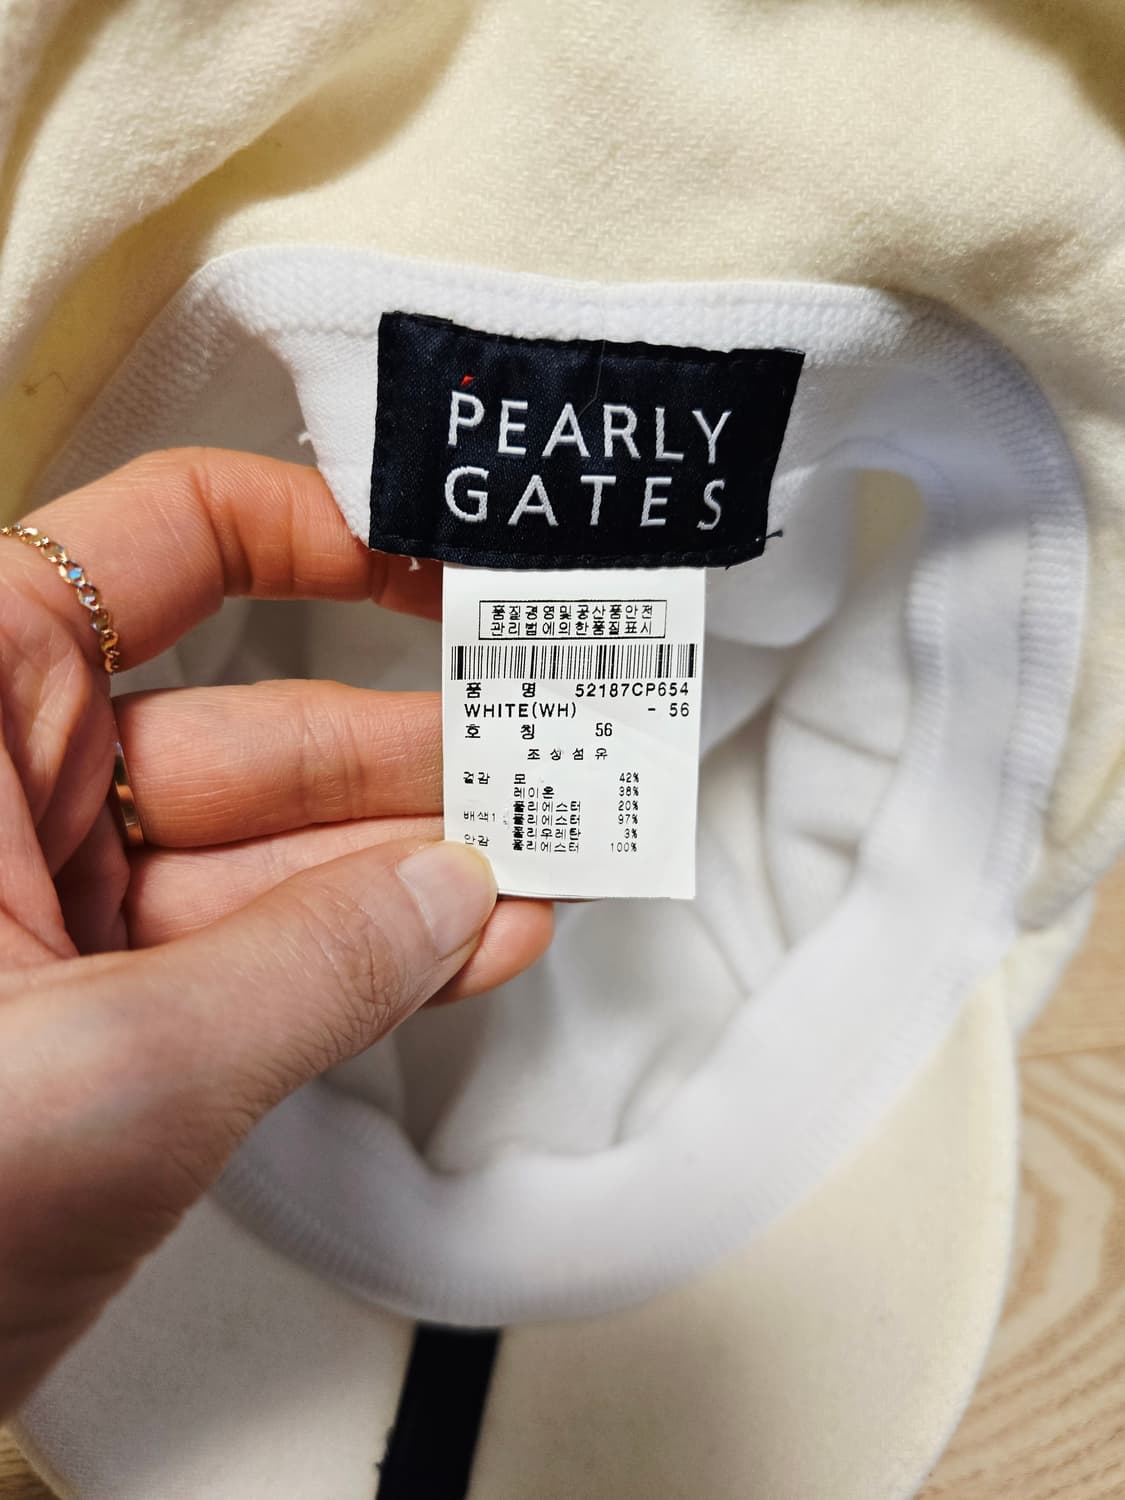 PEARLY
GATES
품질경영및공산품안전
관리법에의한품질표시
품 명 52187CP654
WHITE(WH) - 56
호 칭 56
조성섬유
겉감 모 42%
레이온 38%
폴리에스터 20%
배색1 폴리에스터 97%
폴리우레탄 3%
안감 폴리에스터 100%